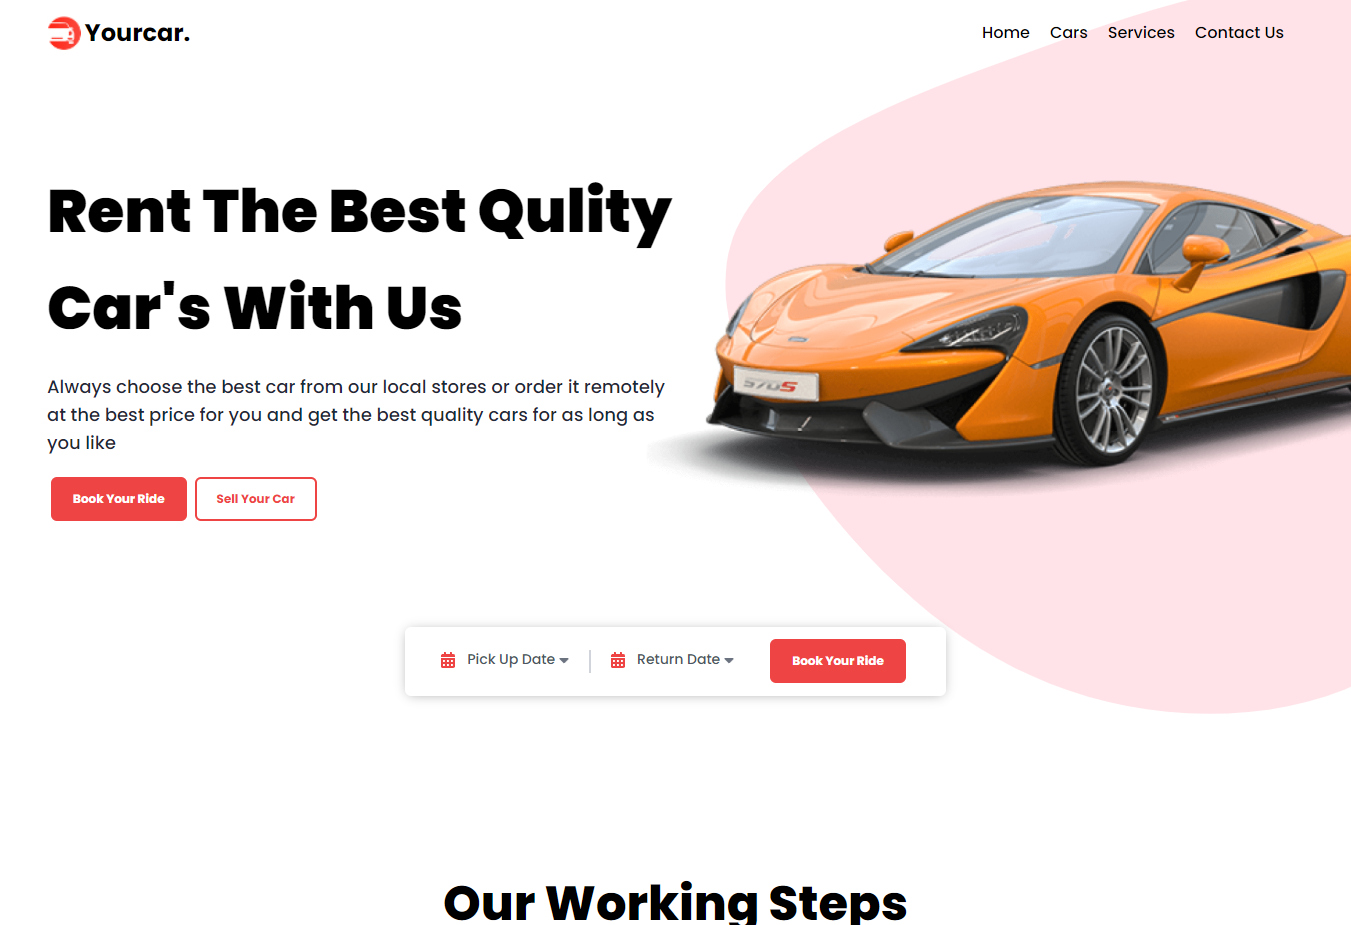 Yourcar.
Home Cars Services Contact Us
Rent The Best Qulity
Car's With Us
Always choose the best car from our local stores or order it remotely
at the best price for you and get the best quality cars for as long as
you like
Book Your Ride Sell Your Car
570S
Pick Up Date Return Date Book Your Ride
Our Working Steps